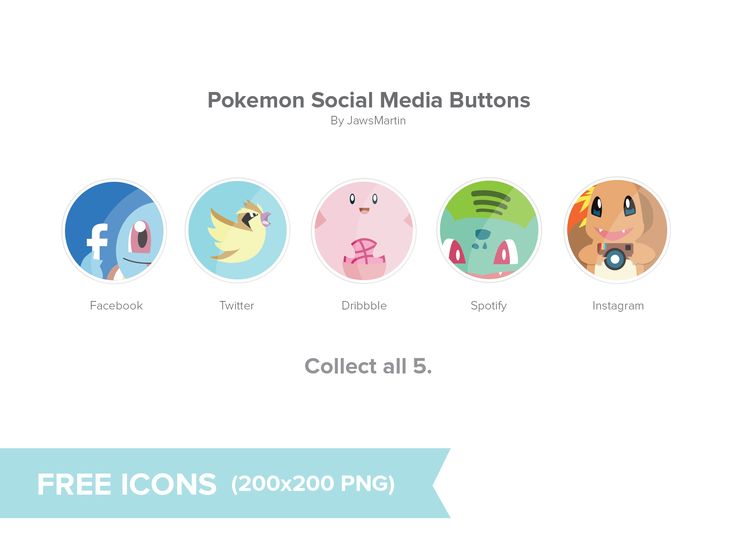 Pokemon Social Media Buttons
By JawsMartin
f
Facebook Twitter Dribbble Spotify Instagram
Collect all 5.
FREE ICONS (200x200 PNG)